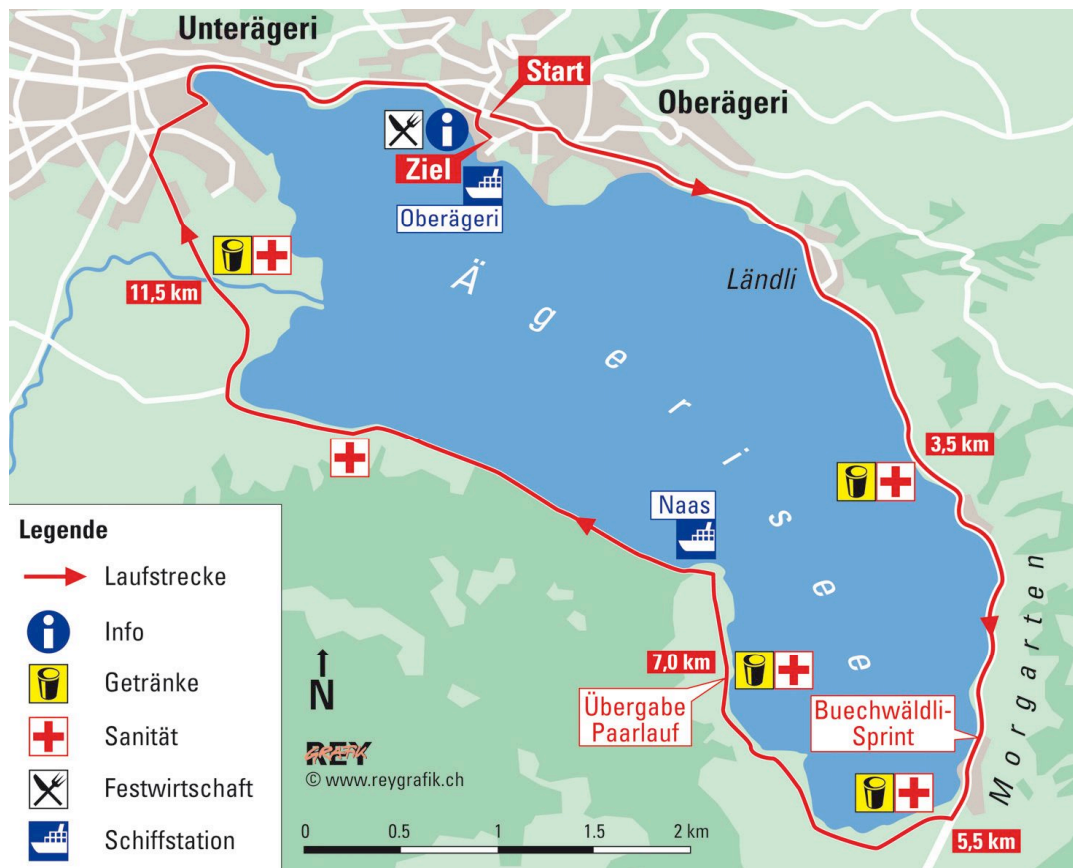 Unterägeri
Start
Oberägeri
Ziel
Oberägeri
Ländli
11,5 km
Ägerisee
3,5 km
Naas
Morgarten
7,0 km
Übergabe
Paarlauf
Buechwäldli-
Sprint
5,5 km
Legende
Laufstrecke
Info
Getränke
Sanität
Festwirtschaft
Schiffstation
N
REY
GRAFIK
© www.reygrafik.ch
0 0.5 1 1.5 2 km